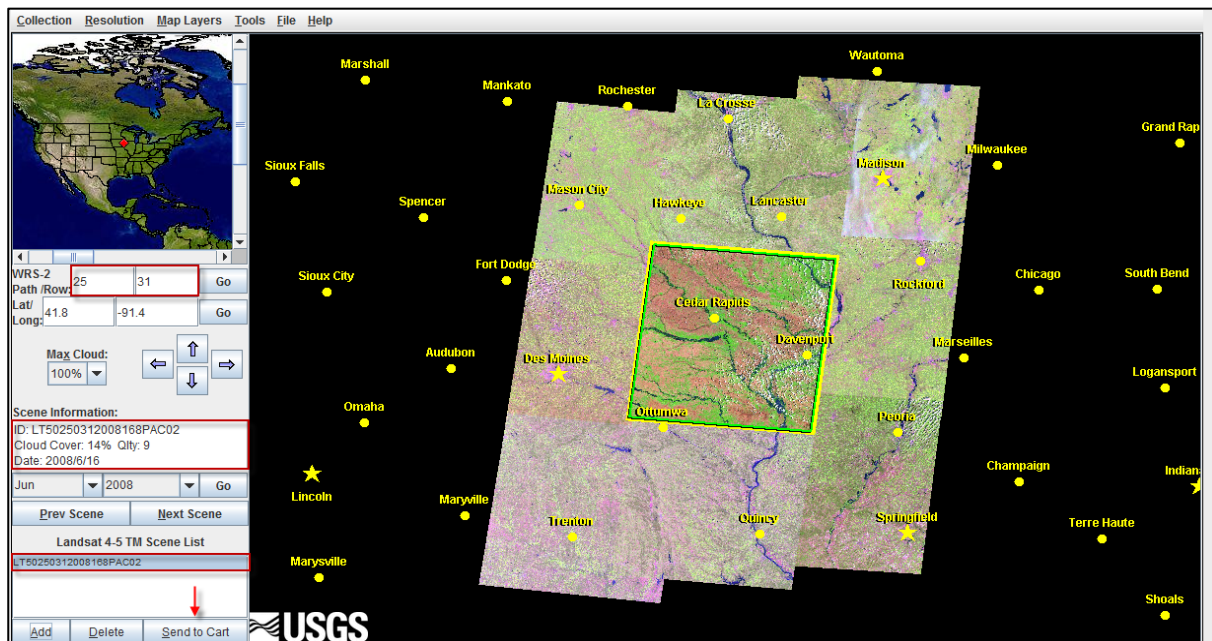 Collection Resolution Map Layers Tools File Help
WRS-2
Path /Row: 25 31 Go
Lat/
Long: 41.8 -91.4 Go
Max Cloud:
100%
Scene Information:
ID: LT50250312008168PAC02
Cloud Cover: 14% Qlty: 9
Date: 2008/6/16
Jun 2008 Go
Prev Scene Next Scene
Landsat 4-5 TM Scene List
LT50250312008168PAC02
Add Delete Send to Cart
Wautoma
Marshall
Mankato
Rochester
La Crosse
Grand Rap
Milwaukee
Madison
Sioux Falls
Mason City
Spencer
Hawkeye
Lancaster
Fort Dodge
Sioux City
Chicago
South Bend
Rockford
Cedar Rapids
Davenport
Marseilles
Audubon
Des Moines
Logansport
Omaha
Ottumwa
Peoria
Champaign
Indiana
Lincoln
Maryville
Trenton
Quincy
Springfield
Terre Haute
Marysville
Shoals
USGS